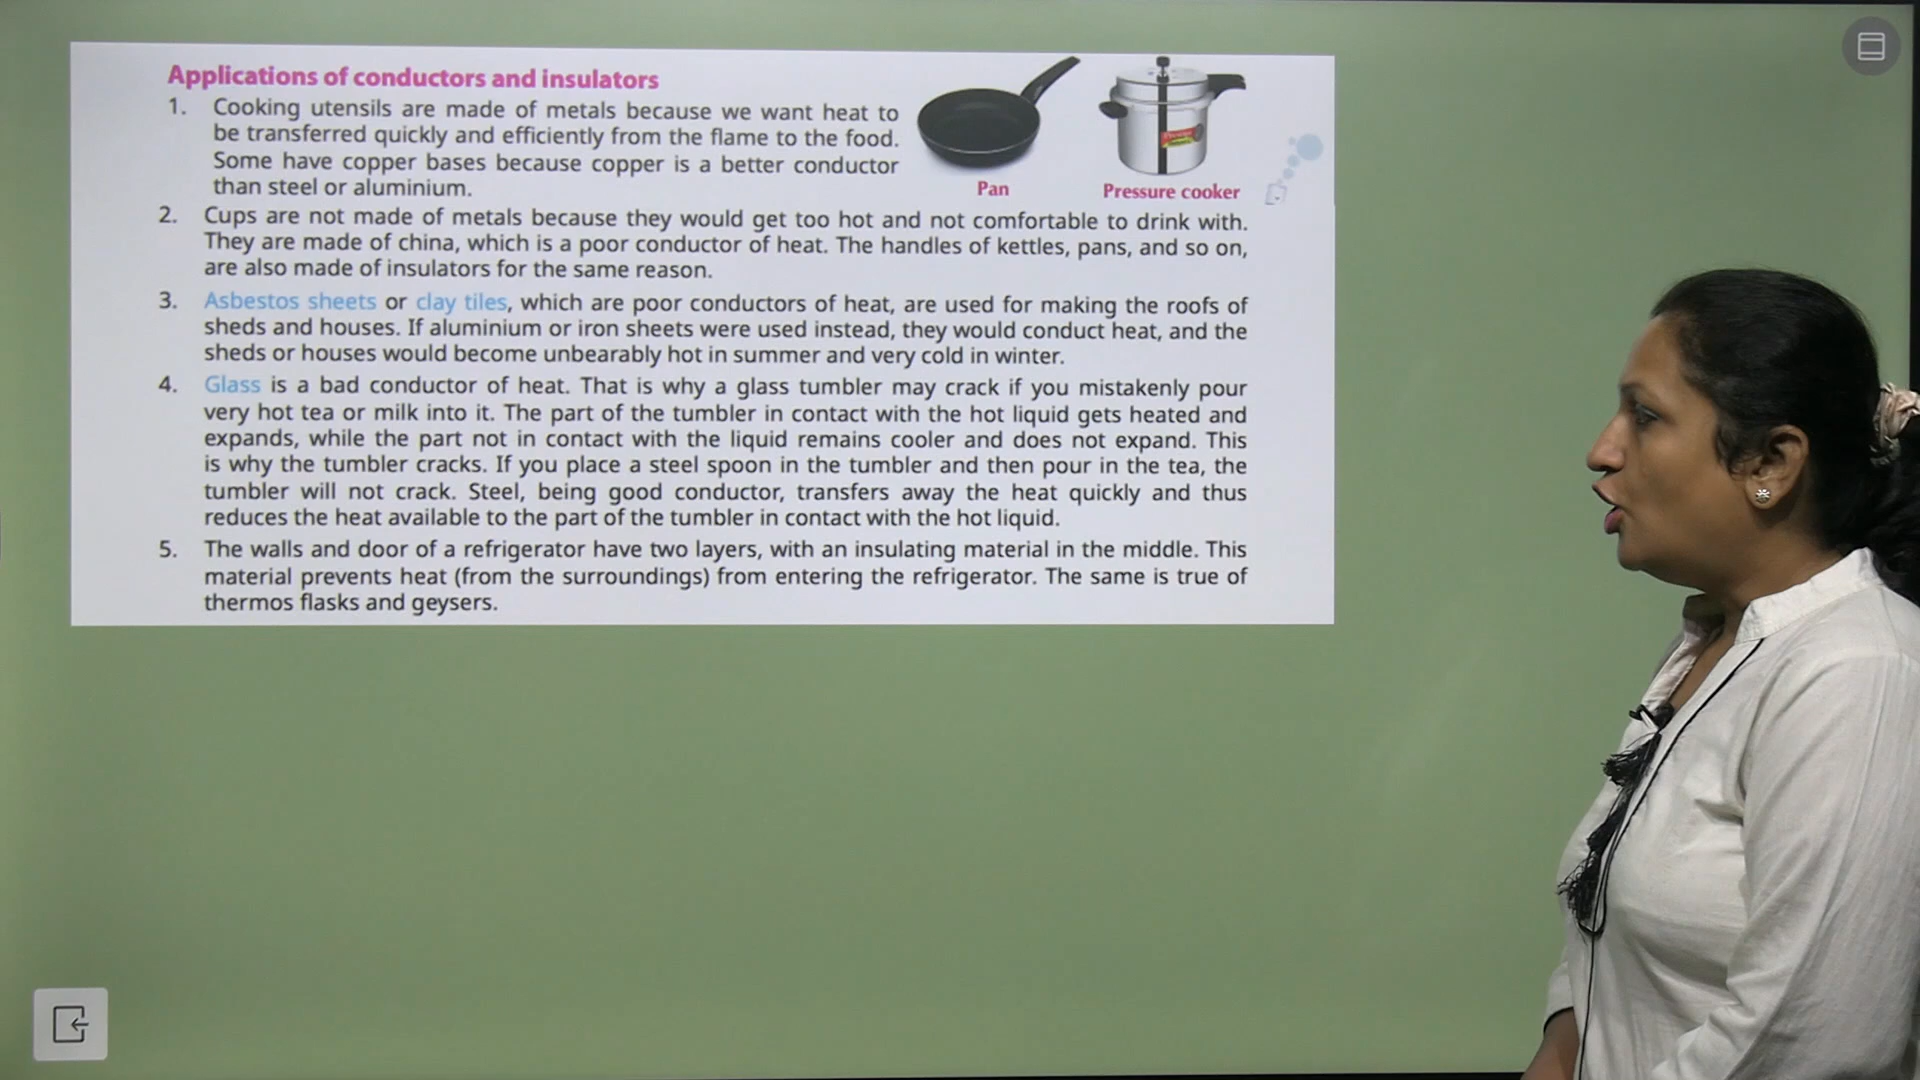 Applications of conductors and insulators
1. Cooking utensils are made of metals because we want heat to
be transferred quickly and efficiently from the flame to the food.
Some have copper bases because copper is a better conductor
than steel or aluminium.
Pan
Pressure cooker
2. Cups are not made of metals because they would get too hot and not comfortable to drink with.
They are made of china, which is a poor conductor of heat. The handles of kettles, pans, and so on,
are also made of insulators for the same reason.
3. Asbestos sheets or clay tiles, which are poor conductors of heat, are used for making the roofs of
sheds and houses. If aluminium or iron sheets were used instead, they would conduct heat, and the
sheds or houses would become unbearably hot in summer and very cold in winter.
4. Glass is a bad conductor of heat. That is why a glass tumbler may crack if you mistakenly pour
very hot tea or milk into it. The part of the tumbler in contact with the hot liquid gets heated and
expands, while the part not in contact with the liquid remains cooler and does not expand. This
is why the tumbler cracks. If you place a steel spoon in the tumbler and then pour in the tea, the
tumbler will not crack. Steel, being good conductor, transfers away the heat quickly and thus
reduces the heat available to the part of the tumbler in contact with the hot liquid.
5. The walls and door of a refrigerator have two layers, with an insulating material in the middle. This
material prevents heat (from the surroundings) from entering the refrigerator. The same is true of
thermos flasks and geysers.